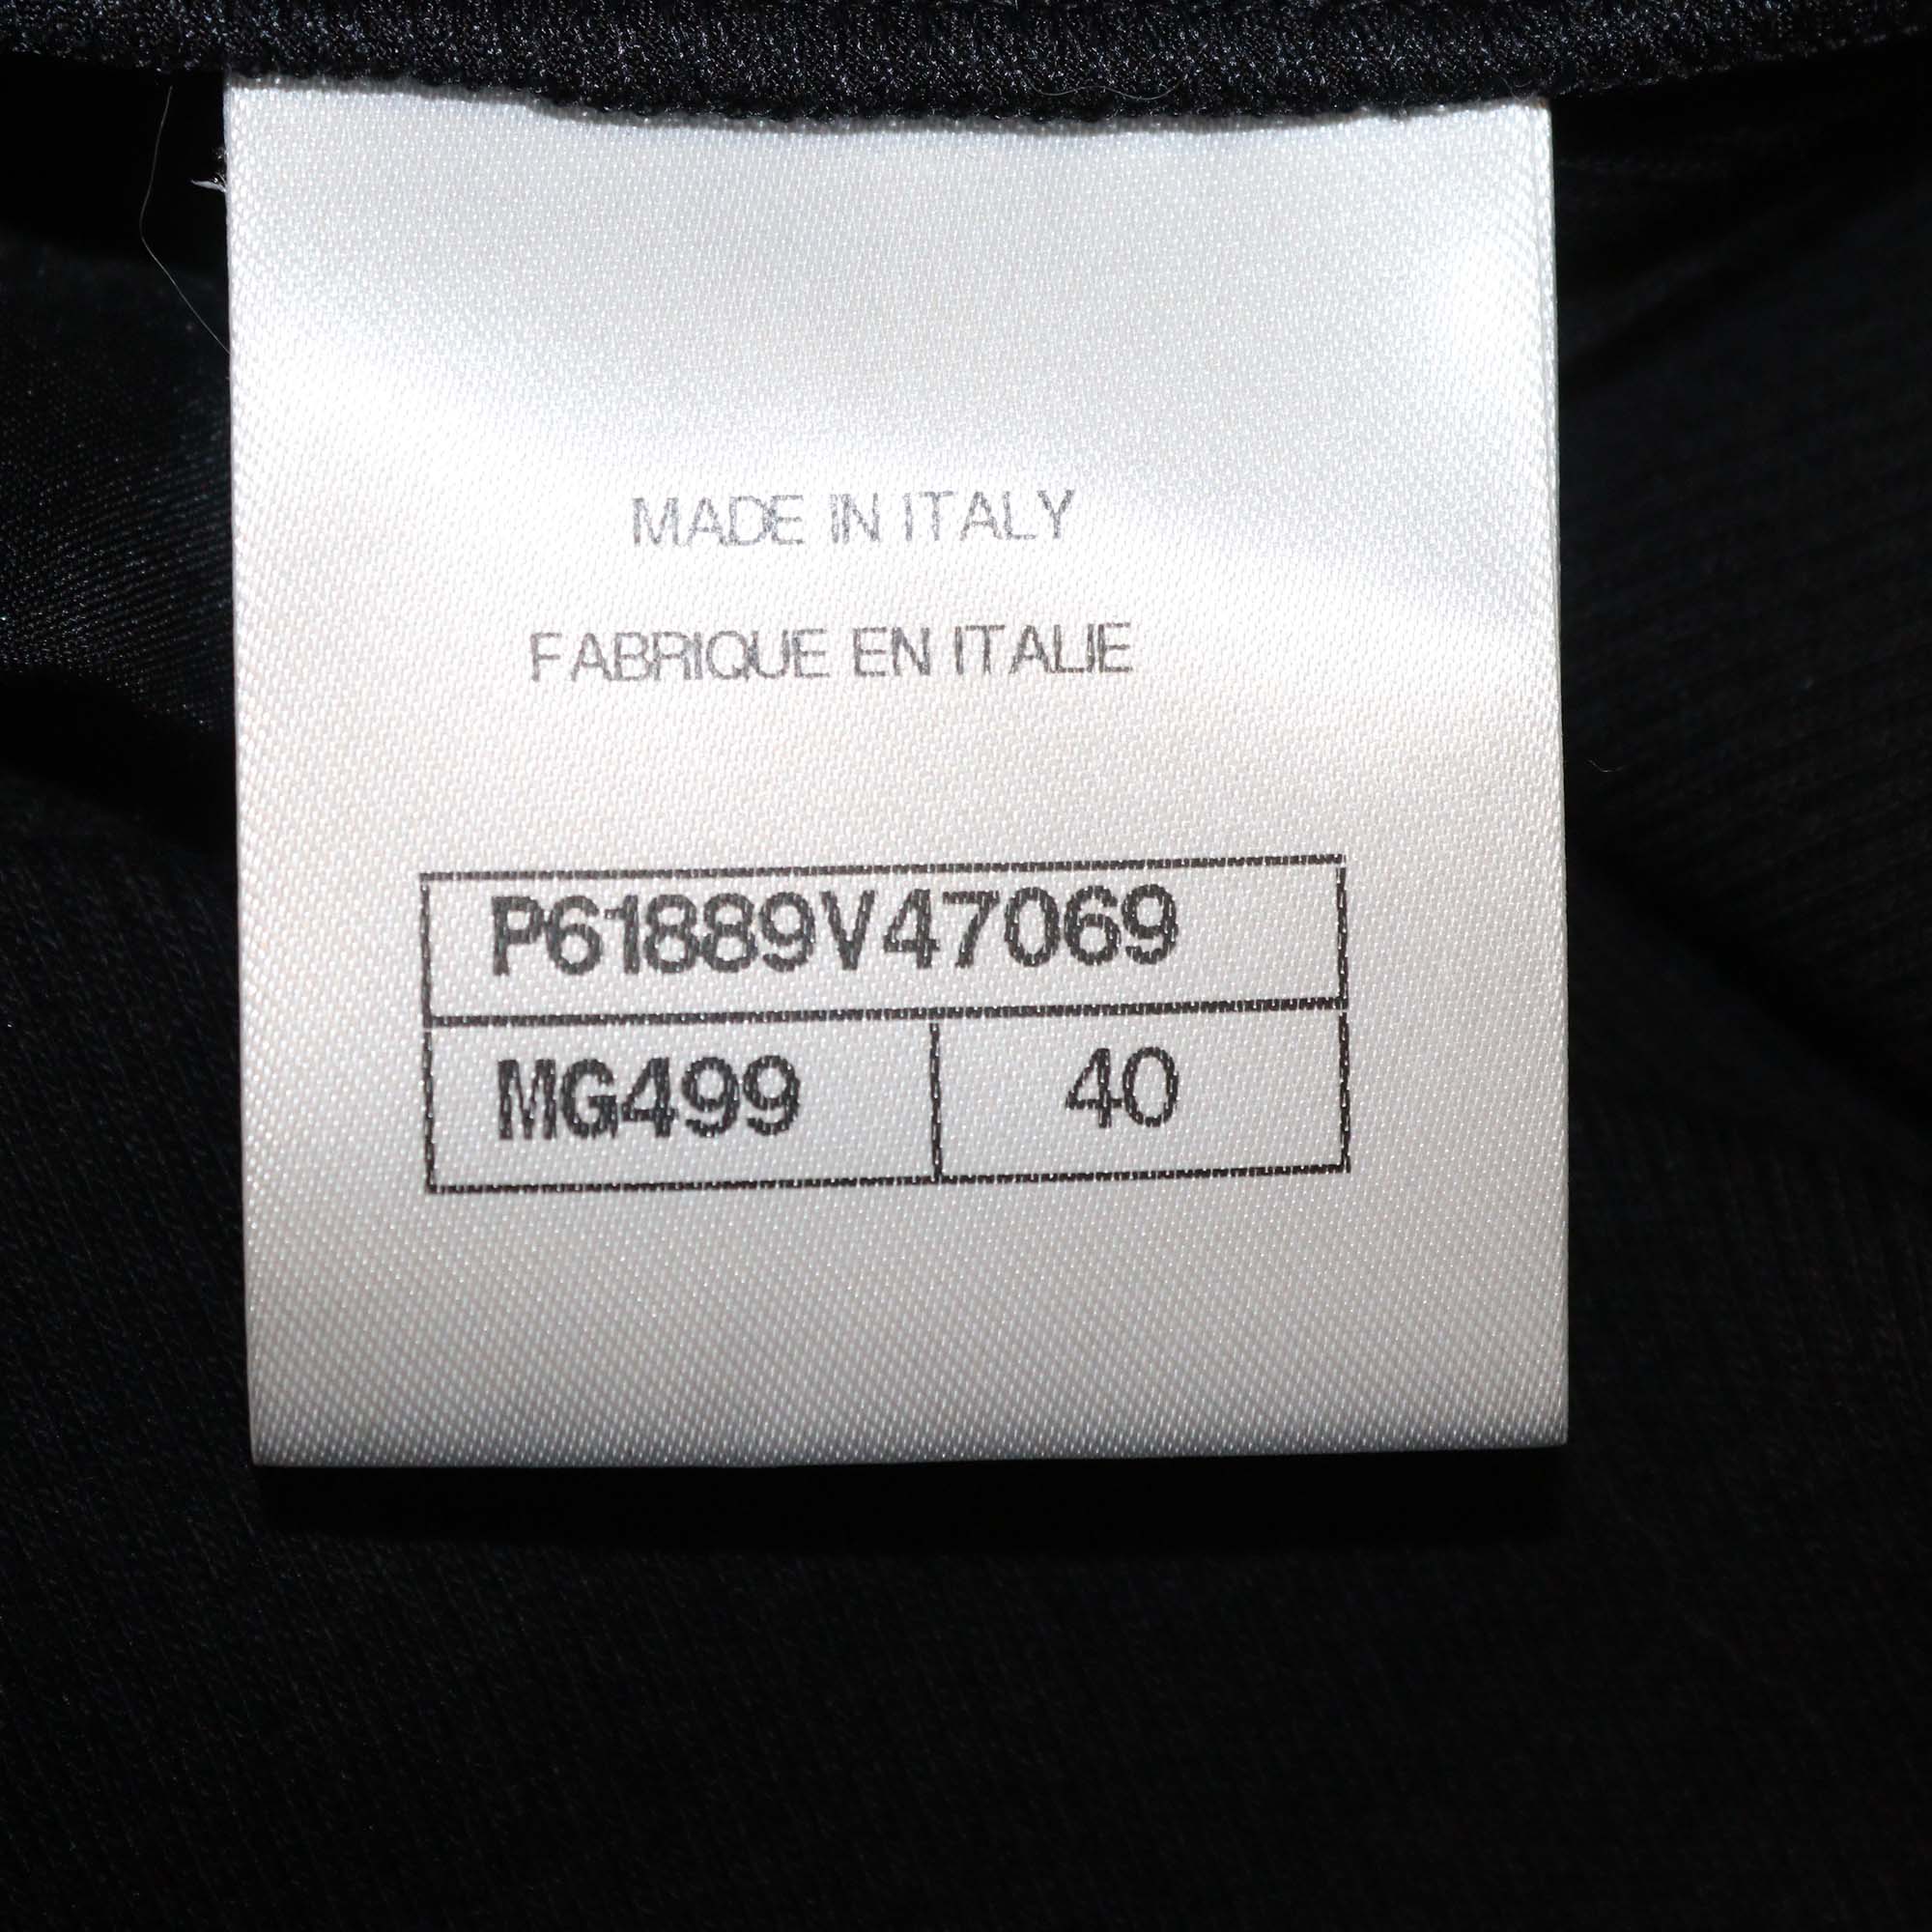 MADE IN ITALY
FABRIQUE EN ITALIE
P61889V47069
MG499 40